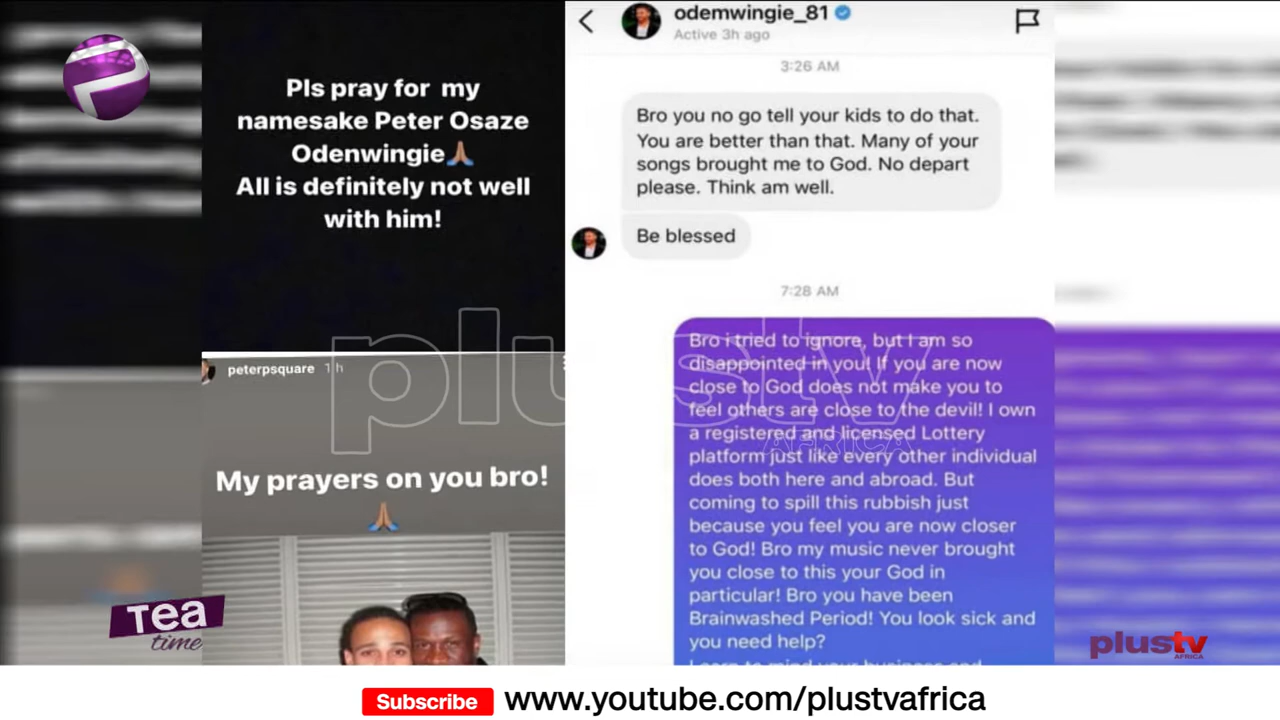 Pls pray for my
namesake Peter Osaze
Odenwingie🙏🏽
All is definitely not well
with him!
peterpsquare 1h
My prayers on you bro!
🙏🏽
odemwingie_81
Active 3h ago
3:26 AM
Bro you no go tell your kids to do that.
You are better than that. Many of your
songs brought me to God. No depart
please. Think am well.
Be blessed
7:28 AM
Bro i tried to ignore, but I am so
disappointed in you! If you are now
close to God does not make you to
feel others are close to the devil! I own
a registered and licensed Lottery
platform just like every other individual
does both here and abroad. But
coming to spill this rubbish just
because you feel you are now closer
to God! Bro my music never brought
you close to this your God in
particular! Bro you have been
Brainwashed Period! You look sick and
you need help?
Learn to mind your business and
plustv
AFRICA
Tea
time
plustv
AFRICA
Subscribe www.youtube.com/plustvafrica